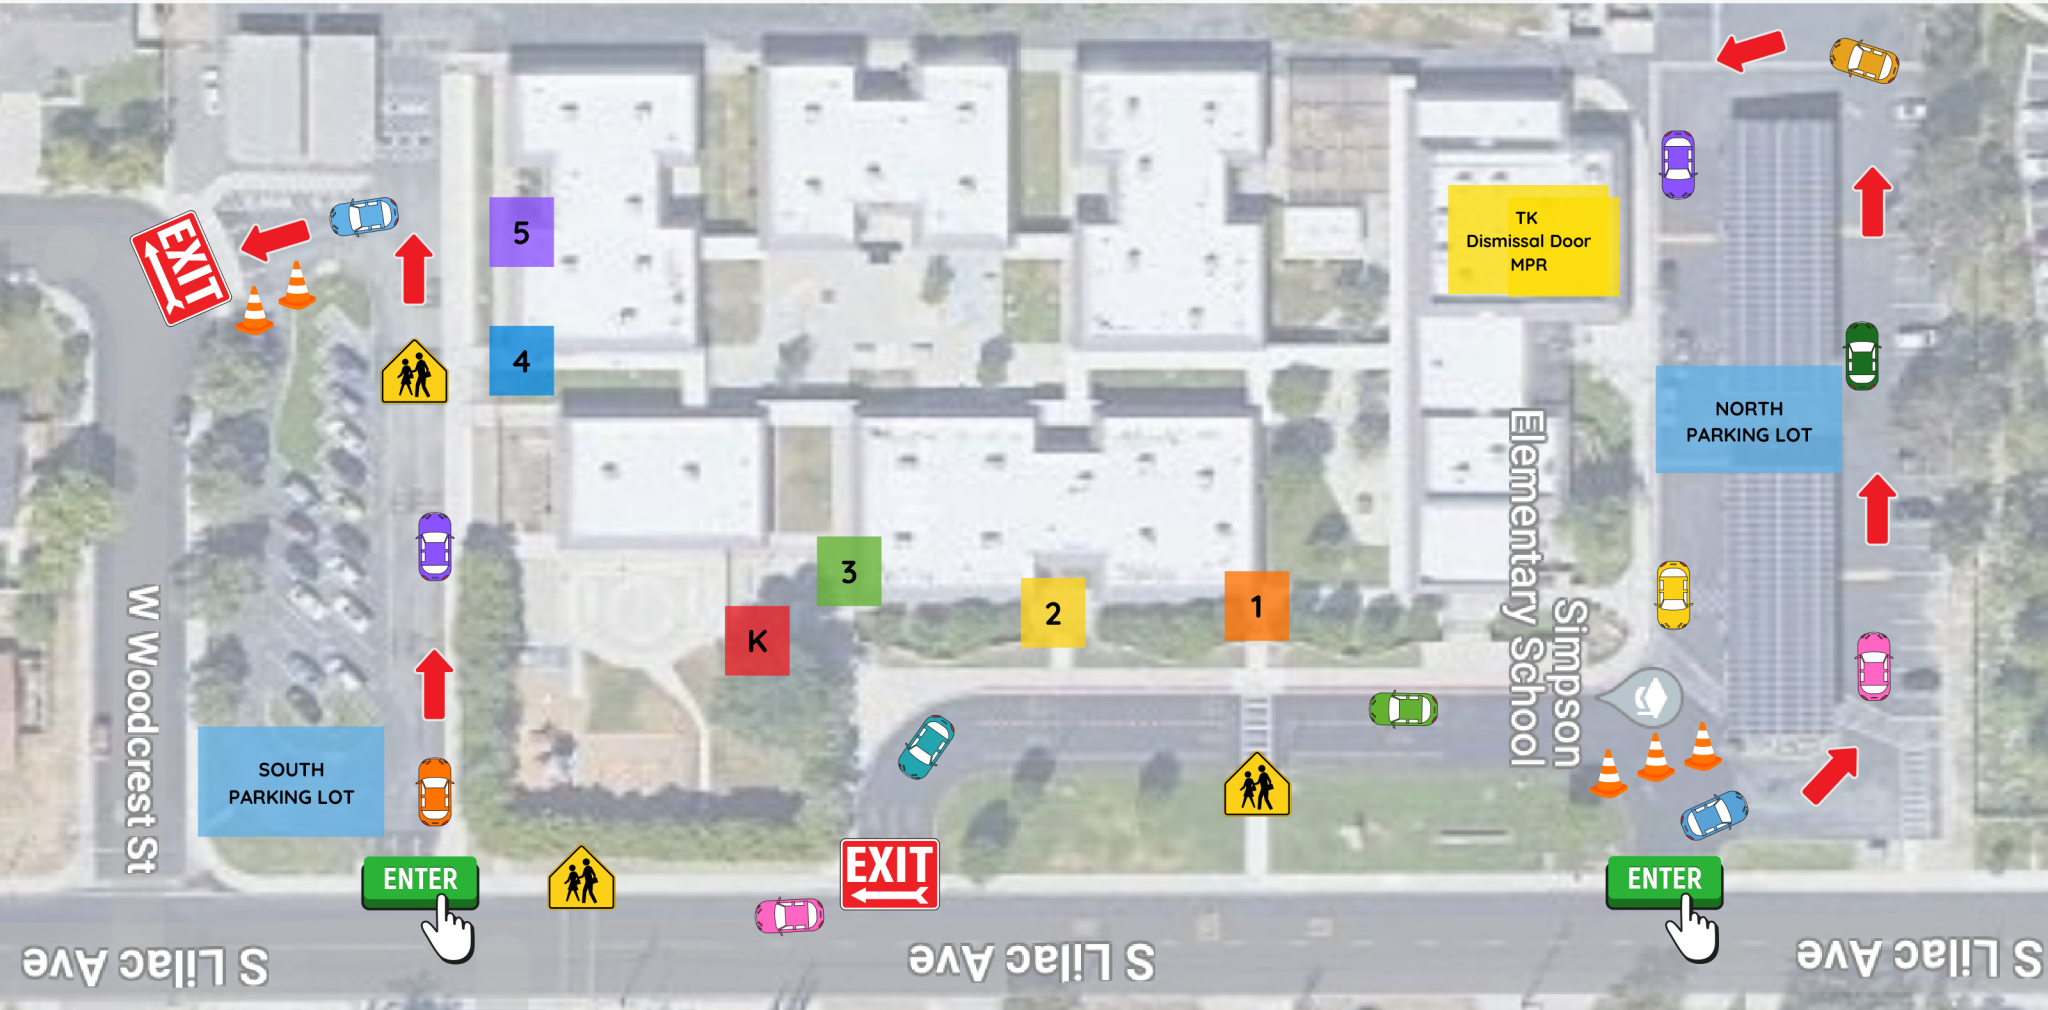 TK
Dismissal Door
MPR
EXIT
5
4
NORTH
PARKING LOT
Simpson
Elementary School
3
2
1
K
W Woodcrest St
SOUTH
PARKING LOT
EXIT
ENTER
ENTER
S Lilac Ave
S Lilac Ave
S Lilac Ave